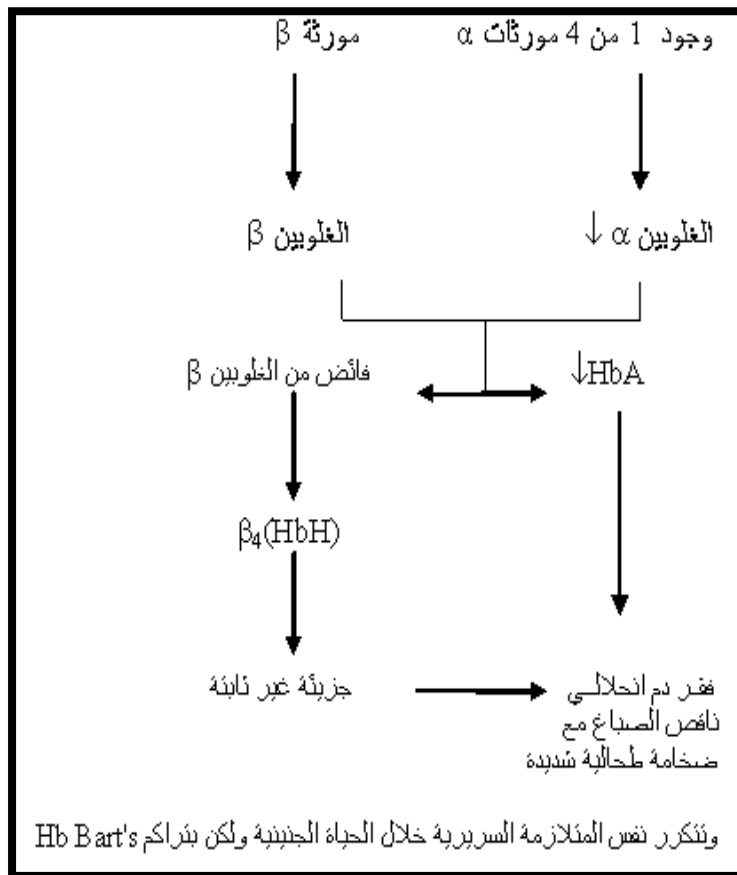 وجود 1 من 4 مورثات α
مورثة β
الغلوبين α ↓
الغلوبين β
↓HbA
فائض من الغلوبين β
β₄(HbH)
جزيئة غير ثابتة
فقر دم انحلالي
ناقص الصباغ مع
ضخامة طحالية شديدة
وتتكرر نفس المتلازمة السريرية خلال الحياة الجنينية ولكن بتراكم Hb Bart's